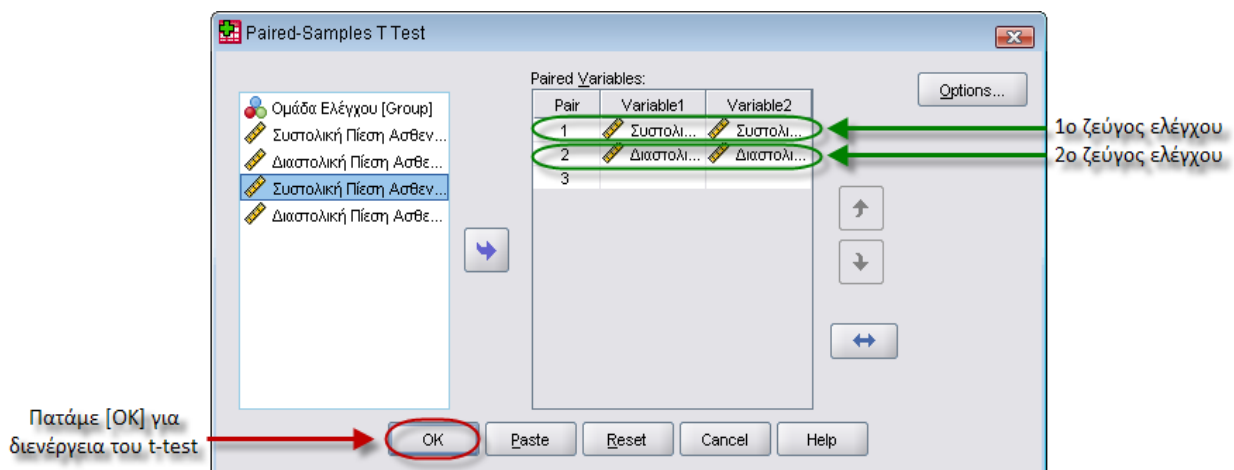 Paired-Samples T Test
Ομάδα Ελέγχου [Group]
Συστολική Πίεση Ασθεν...
Διαστολική Πίεση Ασθε...
Συστολική Πίεση Ασθεν...
Διαστολική Πίεση Ασθε...
Paired Variables:
Pair Variable1 Variable2
1 Συστολι... Συστολι...
2 Διαστολι... Διαστολι...
3
Options...
1ο ζεύγος ελέγχου
2ο ζεύγος ελέγχου
Πατάμε [OK] για
διενέργεια του t-test
OK Paste Reset Cancel Help